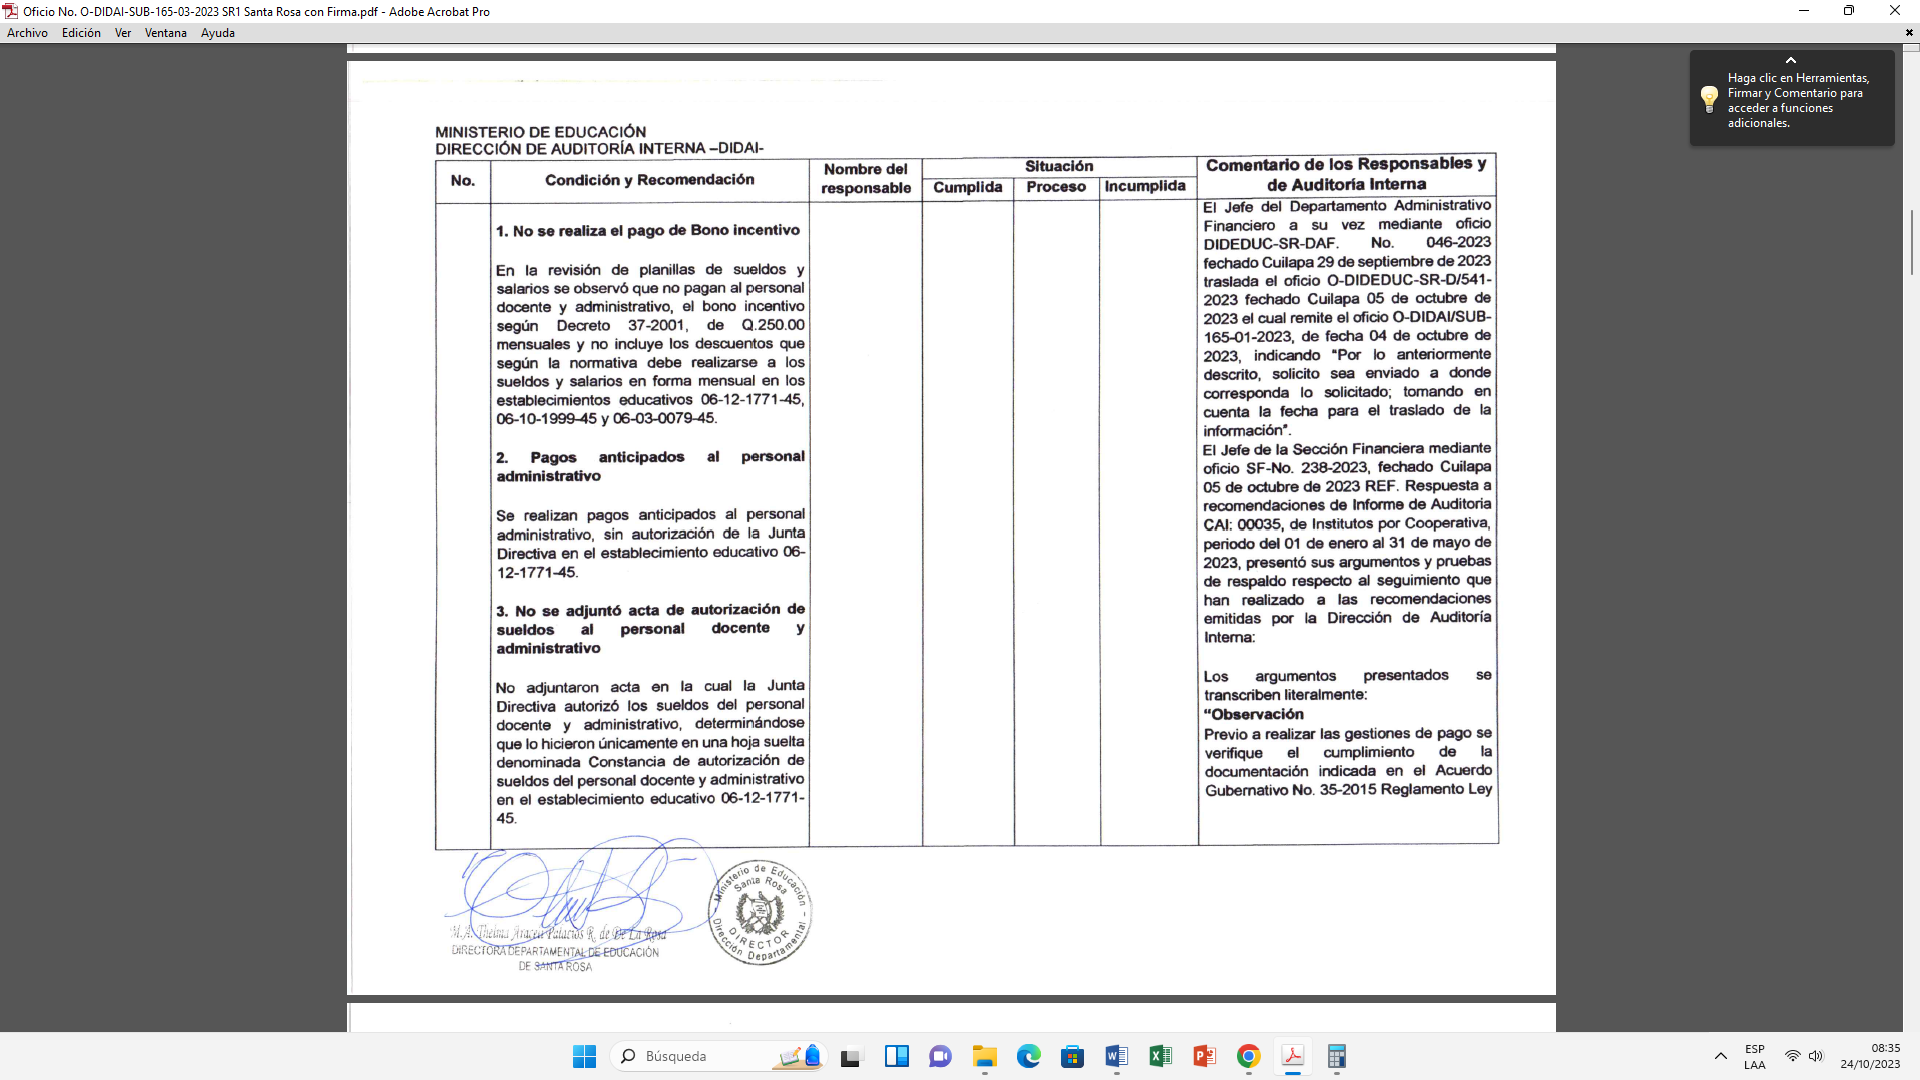 Oficio No. O-DIDAI-SUB-165-03-2023 SR1 Santa Rosa con Firma.pdf - Adobe Acrobat Pro
Archivo Edición Ver Ventana Ayuda
Haga clic en Herramientas,
Firmar y Comentario para
acceder a funciones
adicionales.
MINISTERIO DE EDUCACIÓN
DIRECCIÓN DE AUDITORÍA INTERNA –DIDAI-
No.
Condición y Recomendación
Nombre del
responsable
Situación
Cumplida Proceso Incumplida
Comentario de los Responsables y
de Auditoría Interna
1. No se realiza el pago de Bono incentivo
En la revisión de planillas de sueldos y
salarios se observó que no pagan al personal
docente y administrativo, el bono incentivo
según Decreto 37-2001, de Q.250.00
mensuales y no incluye los descuentos que
según la normativa debe realizarse a los
sueldos y salarios en forma mensual en los
establecimientos educativos 06-12-1771-45,
06-10-1999-45 y 06-03-0079-45.
2. Pagos anticipados al personal
administrativo
Se realizan pagos anticipados al personal
administrativo, sin autorización de la Junta
Directiva en el establecimiento educativo 06-
12-1771-45.
3. No se adjuntó acta de autorización de
sueldos al personal docente y
administrativo
No adjuntaron acta en la cual la Junta
Directiva autorizó los sueldos del personal
docente y administrativo, determinándose
que lo hicieron únicamente en una hoja suelta
denominada Constancia de autorización de
sueldos del personal docente y administrativo
en el establecimiento educativo 06-12-1771-
45.
El Jefe del Departamento Administrativo
Financiero a su vez mediante oficio
DIDEDUC-SR-DAF. No. 046-2023
fechado Cuilapa 29 de septiembre de 2023
traslada el oficio O-DIDEDUC-SR-D/541-
2023 fechado Cuilapa 05 de octubre de
2023 el cual remite el oficio O-DIDAI/SUB-
165-01-2023, de fecha 04 de octubre de
2023, indicando “Por lo anteriormente
descrito, solicito sea enviado a donde
corresponda lo solicitado; tomando en
cuenta la fecha para el traslado de la
información”.
El Jefe de la Sección Financiera mediante
oficio SF-No. 238-2023, fechado Cuilapa
05 de octubre de 2023 REF. Respuesta a
recomendaciones de Informe de Auditoria
CAI: 00035, de Institutos por Cooperativa,
periodo del 01 de enero al 31 de mayo de
2023, presentó sus argumentos y pruebas
de respaldo respecto al seguimiento que
han realizado a las recomendaciones
emitidas por la Dirección de Auditoría
Interna:
Los argumentos presentados se
transcriben literalmente:
“Observación
Previo a realizar las gestiones de pago se
verifique el cumplimiento de la
documentación indicada en el Acuerdo
Gubernativo No. 35-2015 Reglamento Ley
M.A. Thelma Araceli Palacios R. de De La Rosa
DIRECTORA DEPARTAMENTAL DE EDUCACIÓN
DE SANTA ROSA
Ministerio de Educación
Santa Rosa
DIRECTOR
Dirección Departamental
Búsqueda
ESP
LAA
08:35
24/10/2023